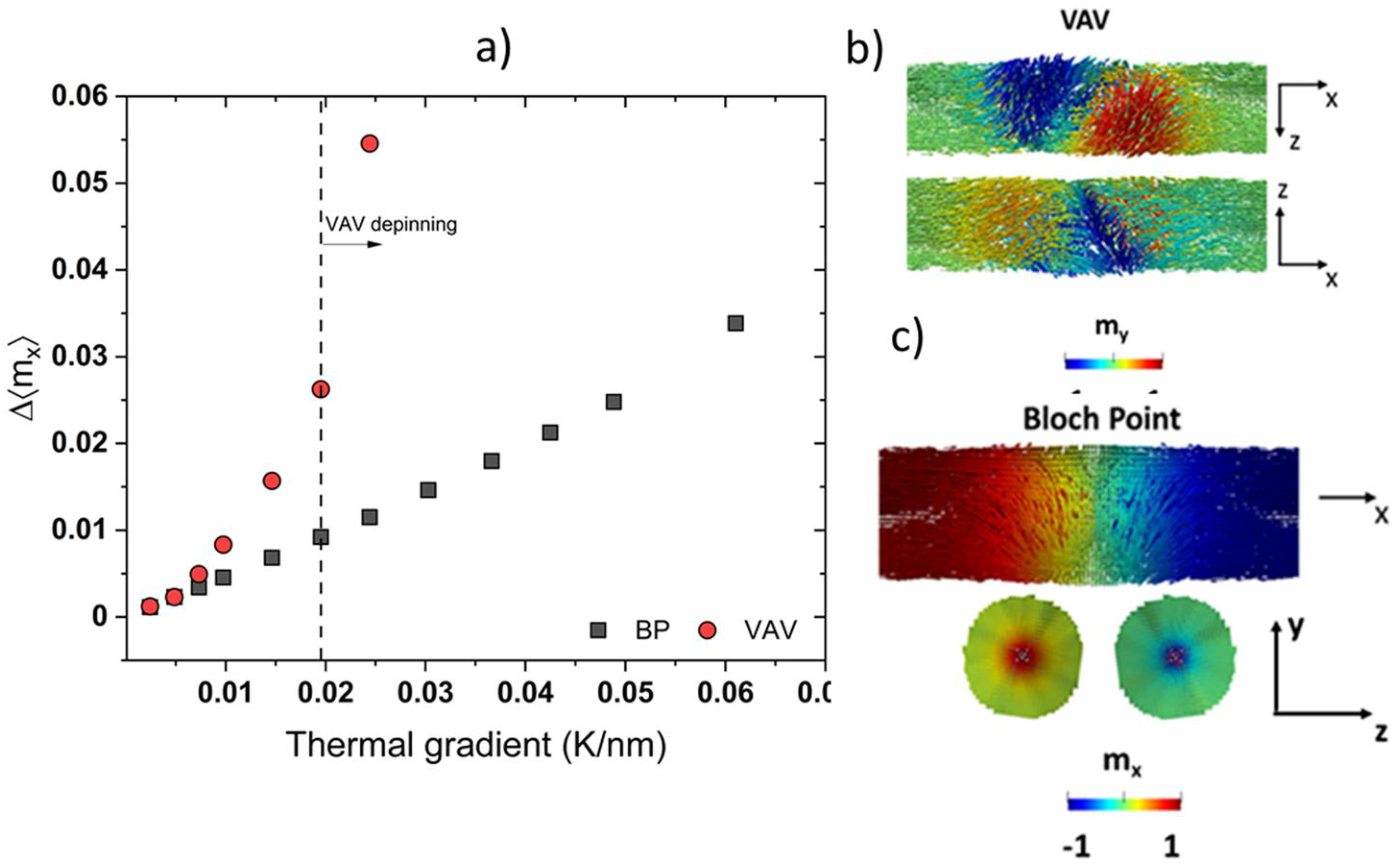 a)
0.06
0.05
0.04
0.03
0.02
0.01
0
Δ⟨mx⟩
VAV depinning
BP
VAV
0.01 0.02 0.03 0.04 0.05 0.06
Thermal gradient (K/nm)
b)
VAV
x
z
z
x
my
c)
Bloch Point
x
y
z
mx
-1 1